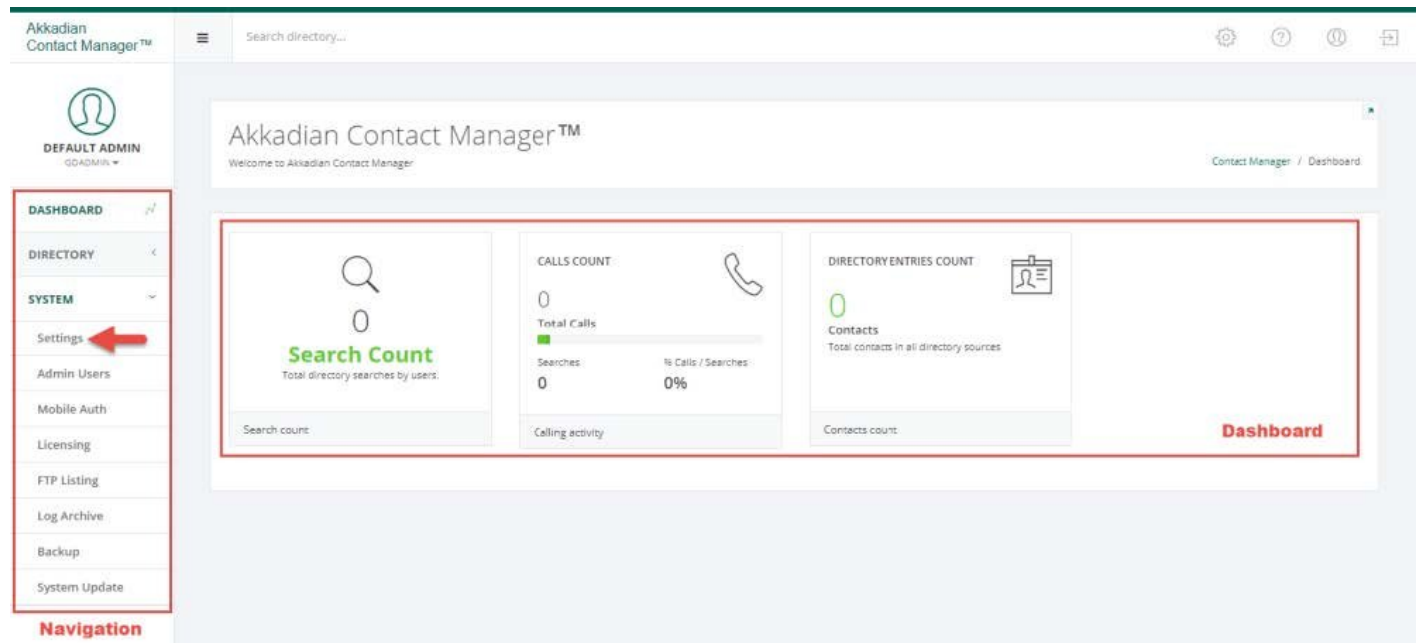 Akkadian
Contact Manager™
Search directory...
DEFAULT ADMIN
GDADMIN
DASHBOARD
DIRECTORY
SYSTEM
Settings
Admin Users
Mobile Auth
Licensing
FTP Listing
Log Archive
Backup
System Update
Navigation
Akkadian Contact Manager™
Welcome to Akkadian Contact Manager
Contact Manager / Dashboard
0
Search Count
Total directory searches by users.
Search count
CALLS COUNT
0
Total Calls
Searches % Calls / Searches
0 0%
Calling activity
DIRECTORY ENTRIES COUNT
0
Contacts
Total contacts in all directory sources
Contacts count
Dashboard